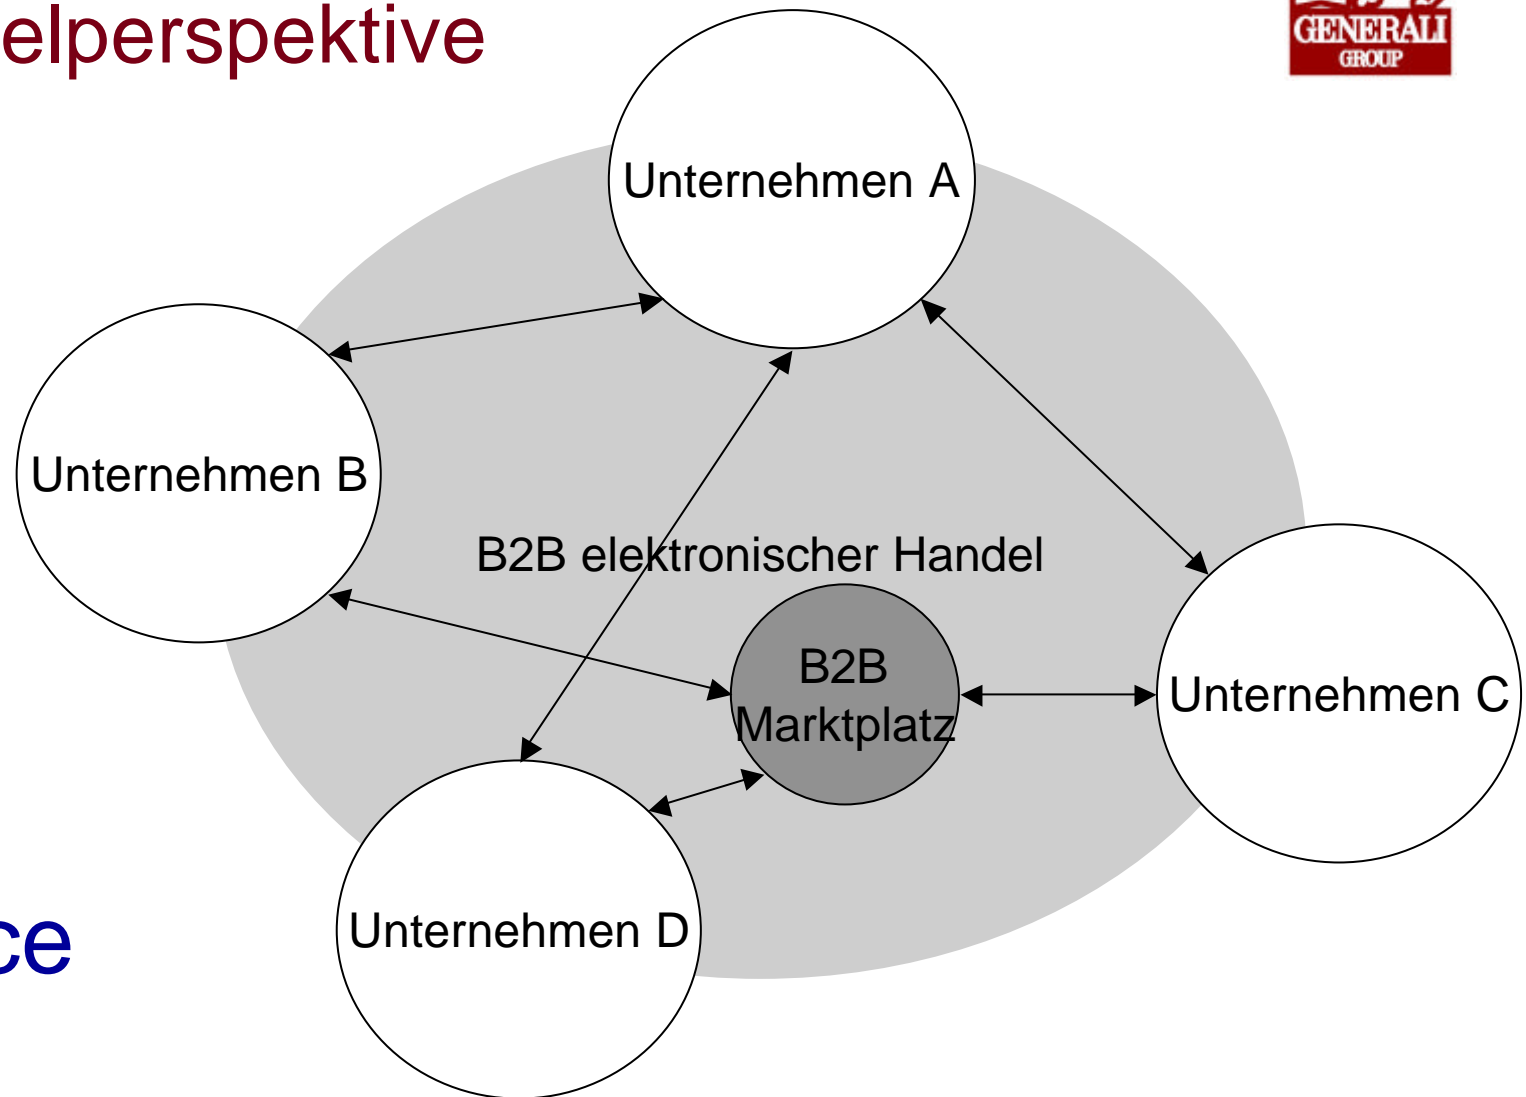 elperspektive
GENERALI
GROUP
Unternehmen A
Unternehmen B
B2B elektronischer Handel
B2B
Marktplatz
Unternehmen C
Unternehmen D
ce